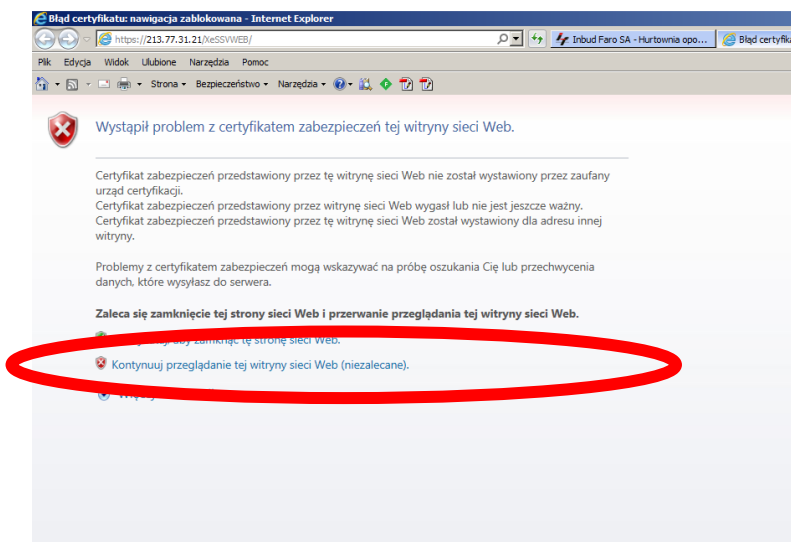 Błąd certyfikatu: nawigacja zablokowana - Internet Explorer
https://213.77.31.21/XeSSVWEB/
Inbud Faro SA - Hurtownia opo...
Błąd certyfik
Plik Edycja Widok Ulubione Narzędzia Pomoc
Strona Bezpieczeństwo Narzędzia
Wystąpił problem z certyfikatem zabezpieczeń tej witryny sieci Web.
Certyfikat zabezpieczeń przedstawiony przez tę witrynę sieci Web nie został wystawiony przez zaufany
urząd certyfikacji.
Certyfikat zabezpieczeń przedstawiony przez witrynę sieci Web wygasł lub nie jest jeszcze ważny.
Certyfikat zabezpieczeń przedstawiony przez tę witrynę sieci Web został wystawiony dla adresu innej
witryny.
Problemy z certyfikatem zabezpieczeń mogą wskazywać na próbę oszukania Cię lub przechwycenia
danych, które wysyłasz do serwera.
Zaleca się zamknięcie tej strony sieci Web i przerwanie przeglądania tej witryny sieci Web.
aby zamknąć tę stronę sieci Web.
Kontynuuj przeglądanie tej witryny sieci Web (niezalecane).